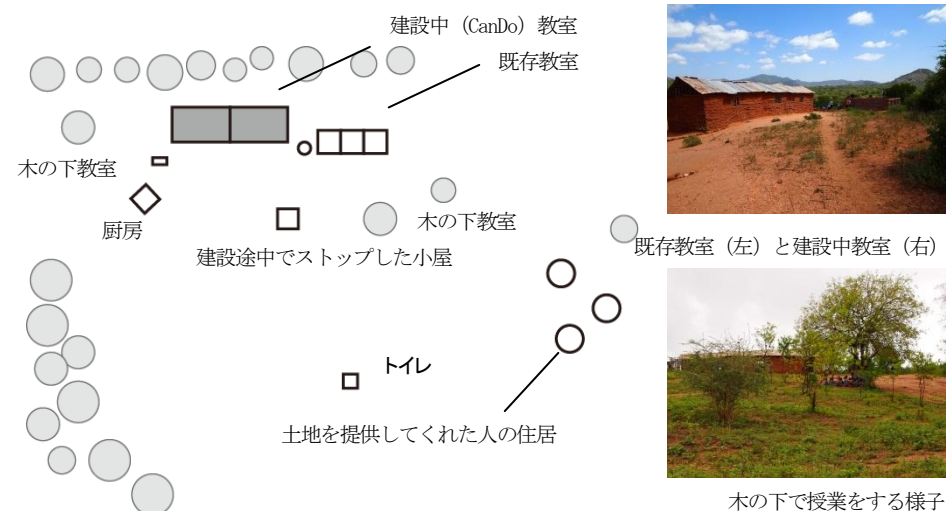 建設中（CanDo）教室
既存教室
木の下教室
厨房
木の下教室
建設途中でストップした小屋
既存教室（左）と建設中教室（右）
トイレ
土地を提供してくれた人の住居
木の下で授業をする様子